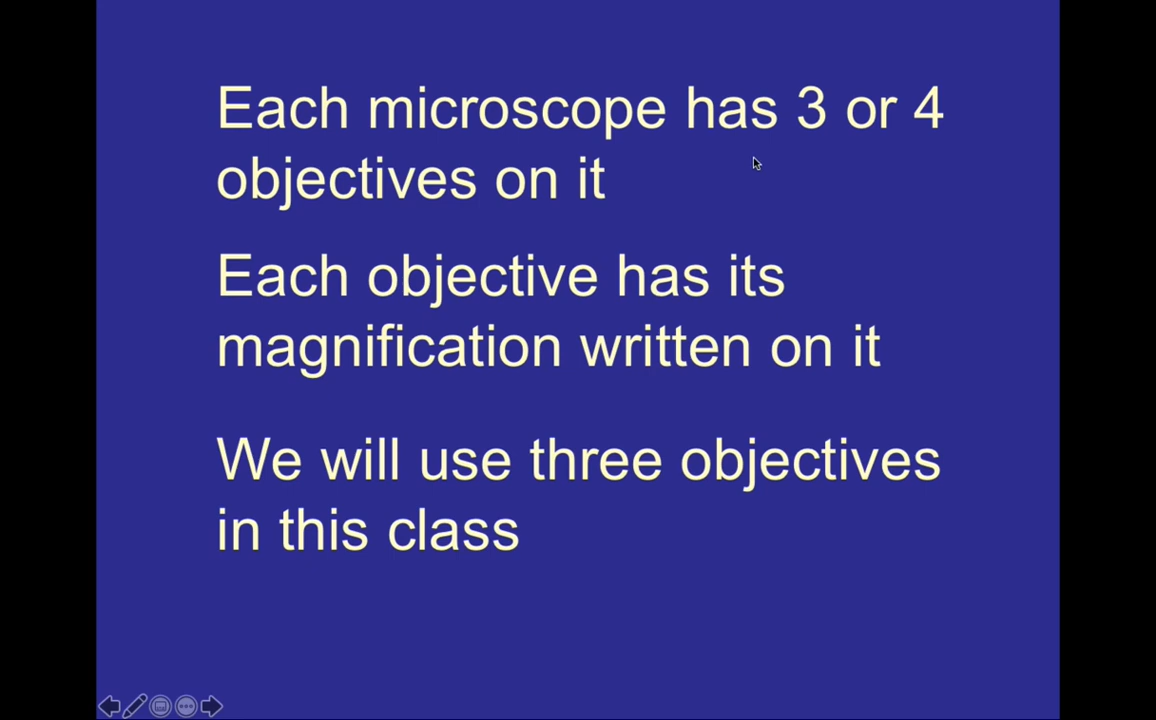 Each microscope has 3 or 4
objectives on it
Each objective has its
magnification written on it
We will use three objectives
in this class